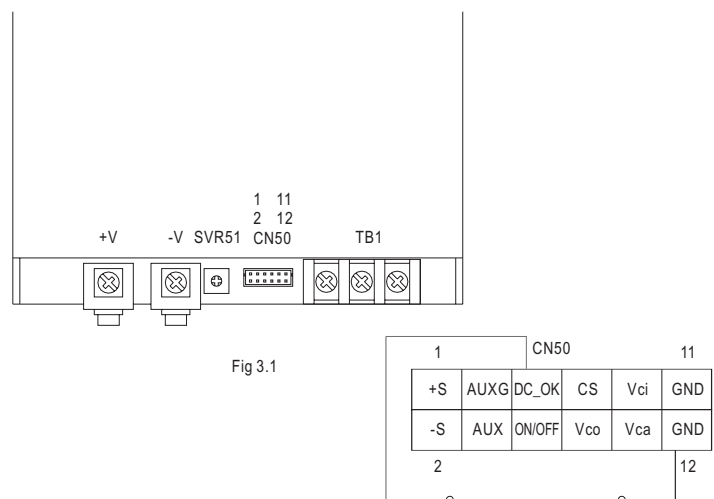 1 11
2 12
+V -V SVR51 CN50 TB1
Fig 3.1
1 CN50 11
+S AUXG DC_OK CS Vci GND
-S AUX ON/OFF Vco Vca GND
2 12